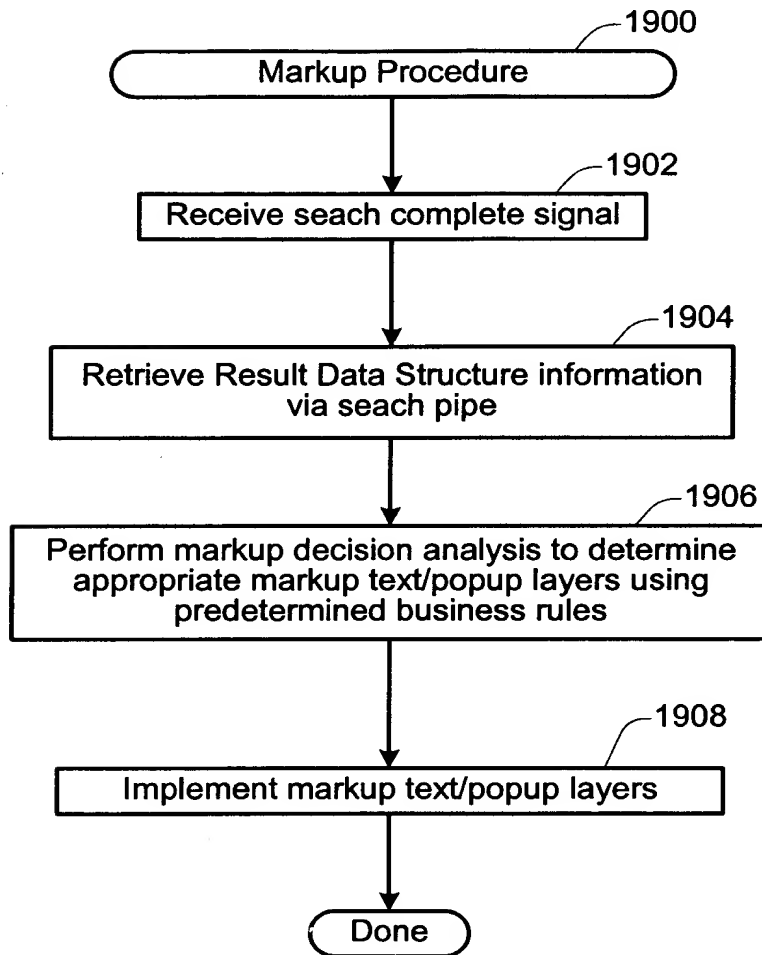 1900
Markup Procedure
1902
Receive seach complete signal
1904
Retrieve Result Data Structure information
via seach pipe
1906
Perform markup decision analysis to determine
appropriate markup text/popup layers using
predetermined business rules
1908
Implement markup text/popup layers
Done